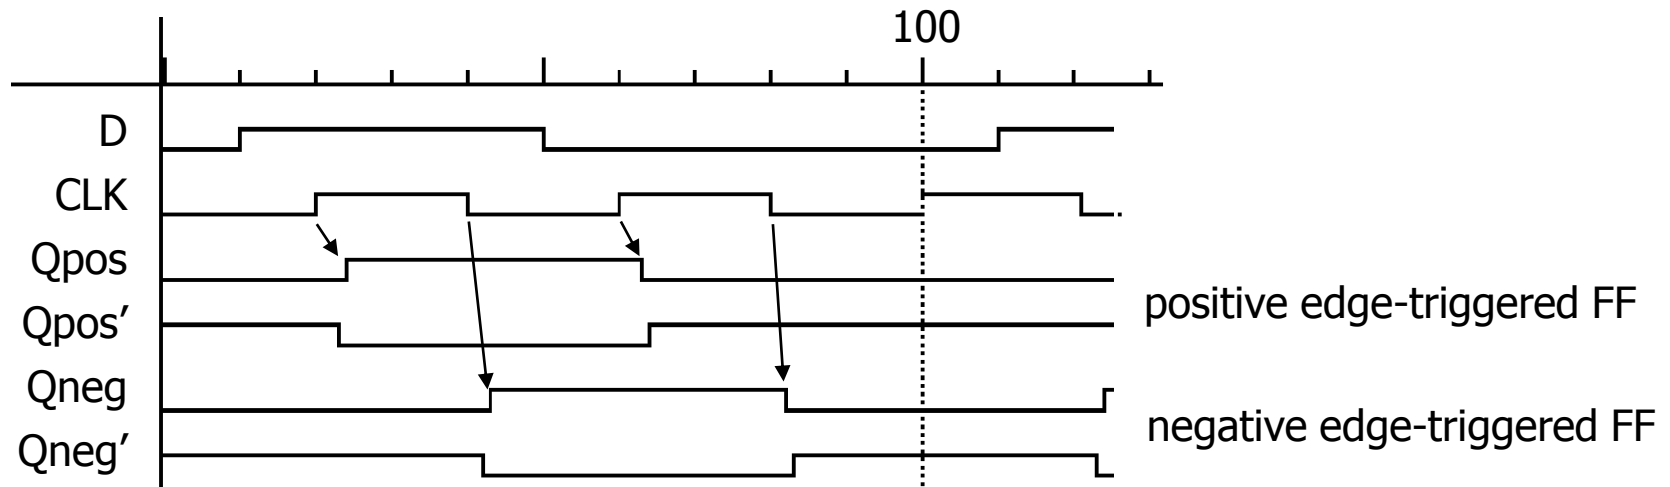 100
D
CLK
Qpos
Qpos’
Qneg
Qneg’
positive edge-triggered FF
negative edge-triggered FF